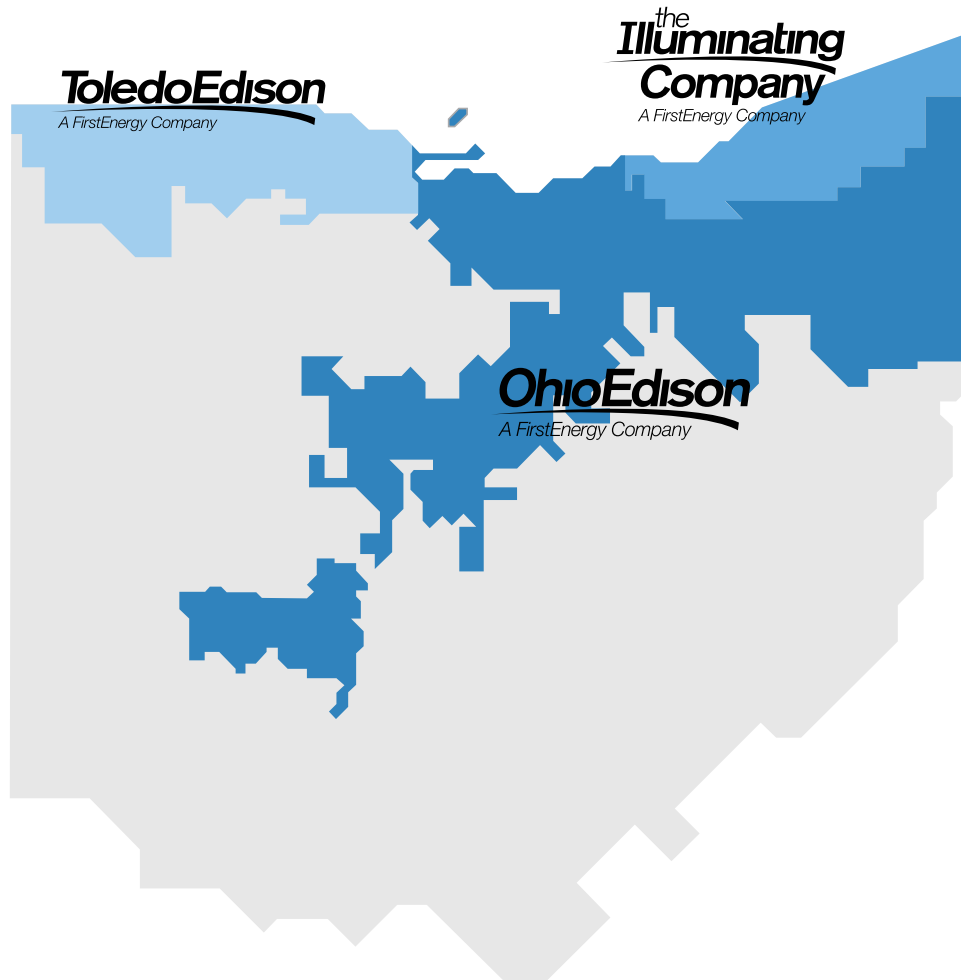 the
Illuminating
Company
A FirstEnergy Company
ToledoEdison
A FirstEnergy Company
OhioEdison
A FirstEnergy Company